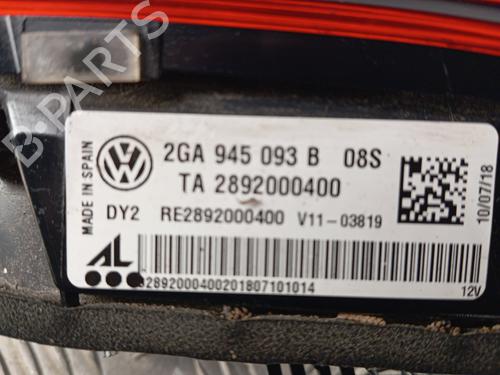 2GA 945 093 B 08S
TA 2892000400
DY2 RE2892000400 V11-03819
MADE IN SPAIN
10/07/18
AL
2892000400201807101014
12V
B-PARTS